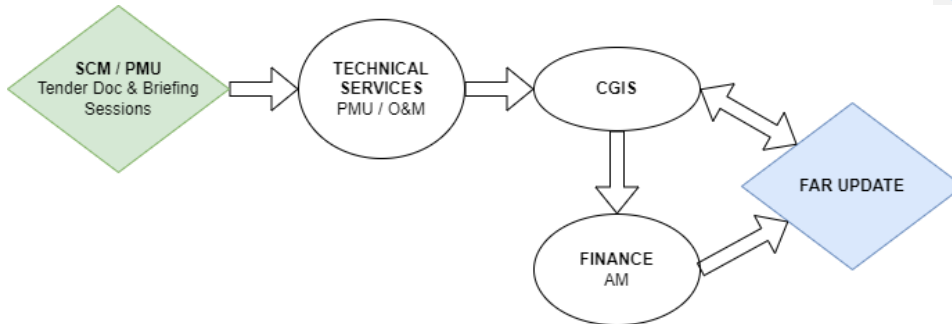 SCM / PMU
Tender Doc & Briefing
Sessions
TECHNICAL
SERVICES
PMU / O&M
CGIS
FAR UPDATE
FINANCE
AM